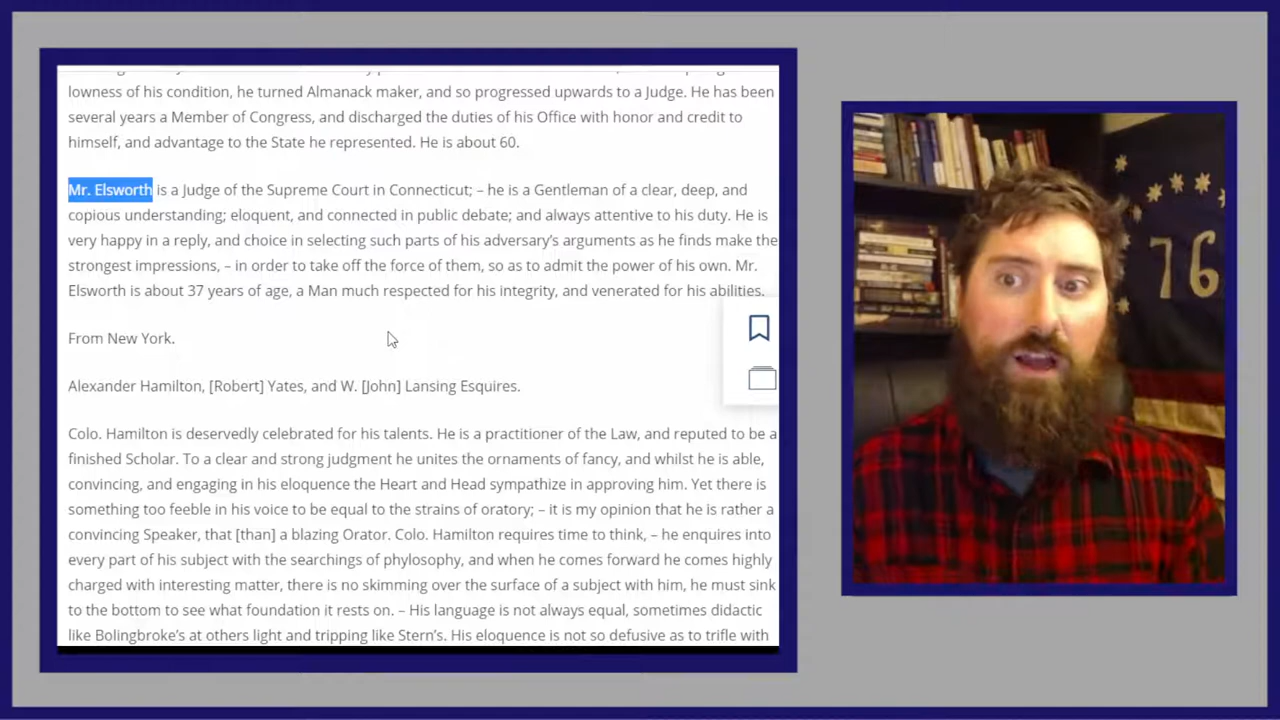 lowness of his condition, he turned Almanack maker, and so progressed upwards to a Judge. He has been
several years a Member of Congress, and discharged the duties of his Office with honor and credit to
himself, and advantage to the State he represented. He is about 60.
Mr. Elsworth is a Judge of the Supreme Court in Connecticut; – he is a Gentleman of a clear, deep, and
copious understanding; eloquent, and connected in public debate; and always attentive to his duty. He is
very happy in a reply, and choice in selecting such parts of his adversary's arguments as he finds make the
strongest impressions, – in order to take off the force of them, so as to admit the power of his own. Mr.
Elsworth is about 37 years of age, a Man much respected for his integrity, and venerated for his abilities.
From New York.
Alexander Hamilton, [Robert] Yates, and W. [John] Lansing Esquires.
Colo. Hamilton is deservedly celebrated for his talents. He is a practitioner of the Law, and reputed to be a
finished Scholar. To a clear and strong judgment he unites the ornaments of fancy, and whilst he is able,
convincing, and engaging in his eloquence the Heart and Head sympathize in approving him. Yet there is
something too feeble in his voice to be equal to the strains of oratory; – it is my opinion that he is rather a
convincing Speaker, that [than] a blazing Orator. Colo. Hamilton requires time to think, – he enquires into
every part of his subject with the searchings of phylosophy, and when he comes forward he comes highly
charged with interesting matter, there is no skimming over the surface of a subject with him, he must sink
to the bottom to see what foundation it rests on. – His language is not always equal, sometimes didactic
like Bolingbroke's at others light and tripping like Stern's. His eloquence is not so defusive as to trifle with
76